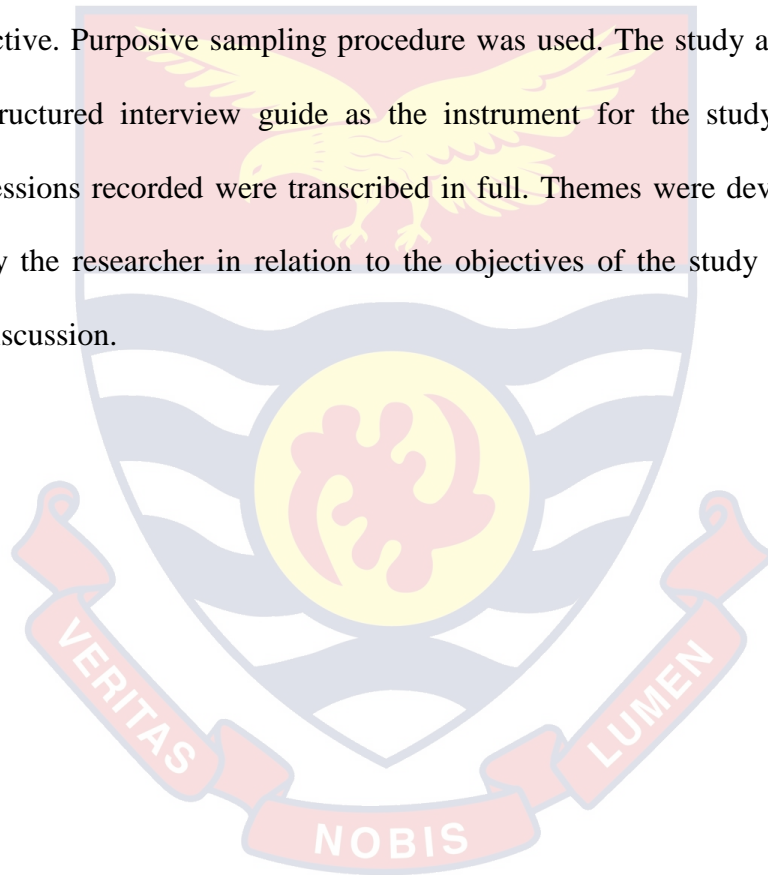 ctive. Purposive sampling procedure was used. The study a
ructured interview guide as the instrument for the study
essions recorded were transcribed in full. Themes were dev
y the researcher in relation to the objectives of the study
scussion.
VERITAS
NOBIS
LUMEN